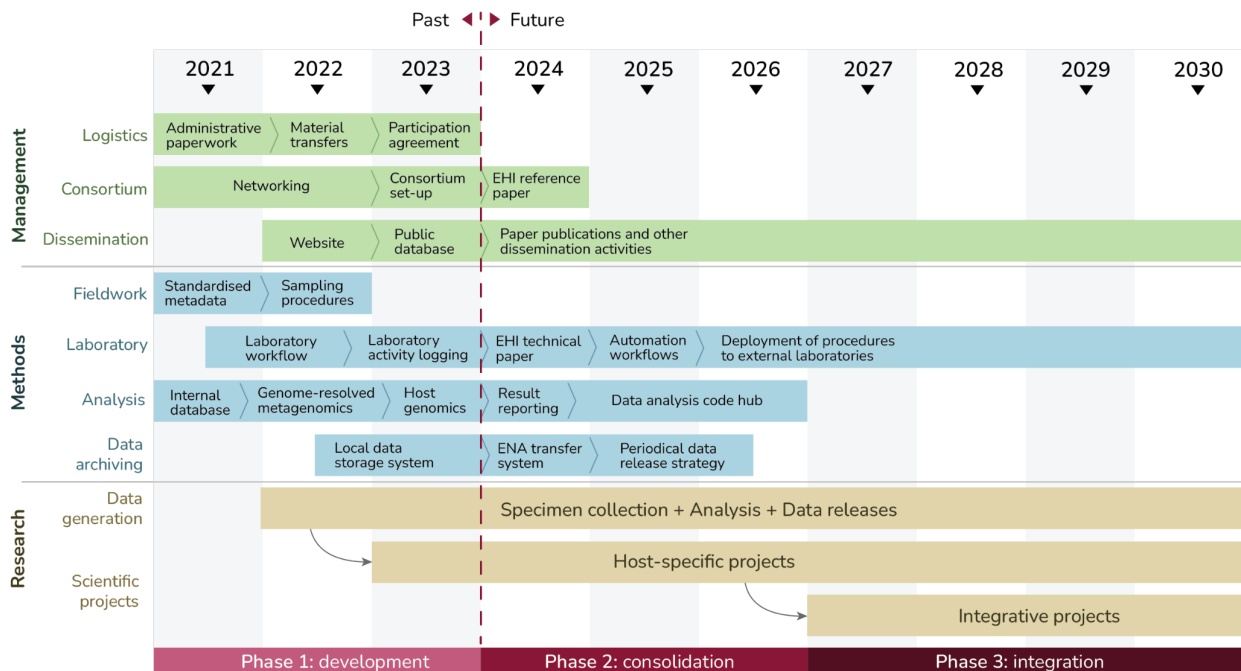 Past Future
2021 2022 2023 2024 2025 2026 2027 2028 2029 2030
Management
Logistics
Administrative
paperwork
Material
transfers
Participation
agreement
Consortium
Networking
Consortium
set-up
EHI reference
paper
Dissemination
Website
Public
database
Paper publications and other
dissemination activities
Methods
Fieldwork
Standardised
metadata
Sampling
procedures
Laboratory
Laboratory
workflow
Laboratory
activity logging
EHI technical
paper
Automation
workflows
Deployment of procedures
to external laboratories
Analysis
Internal
database
Genome-resolved
metagenomics
Host
genomics
Result
reporting
Data analysis code hub
Data
archiving
Local data
storage system
ENA transfer
system
Periodical data
release strategy
Research
Data
generation
Specimen collection + Analysis + Data releases
Scientific
projects
Host-specific projects
Integrative projects
Phase 1: development
Phase 2: consolidation
Phase 3: integration